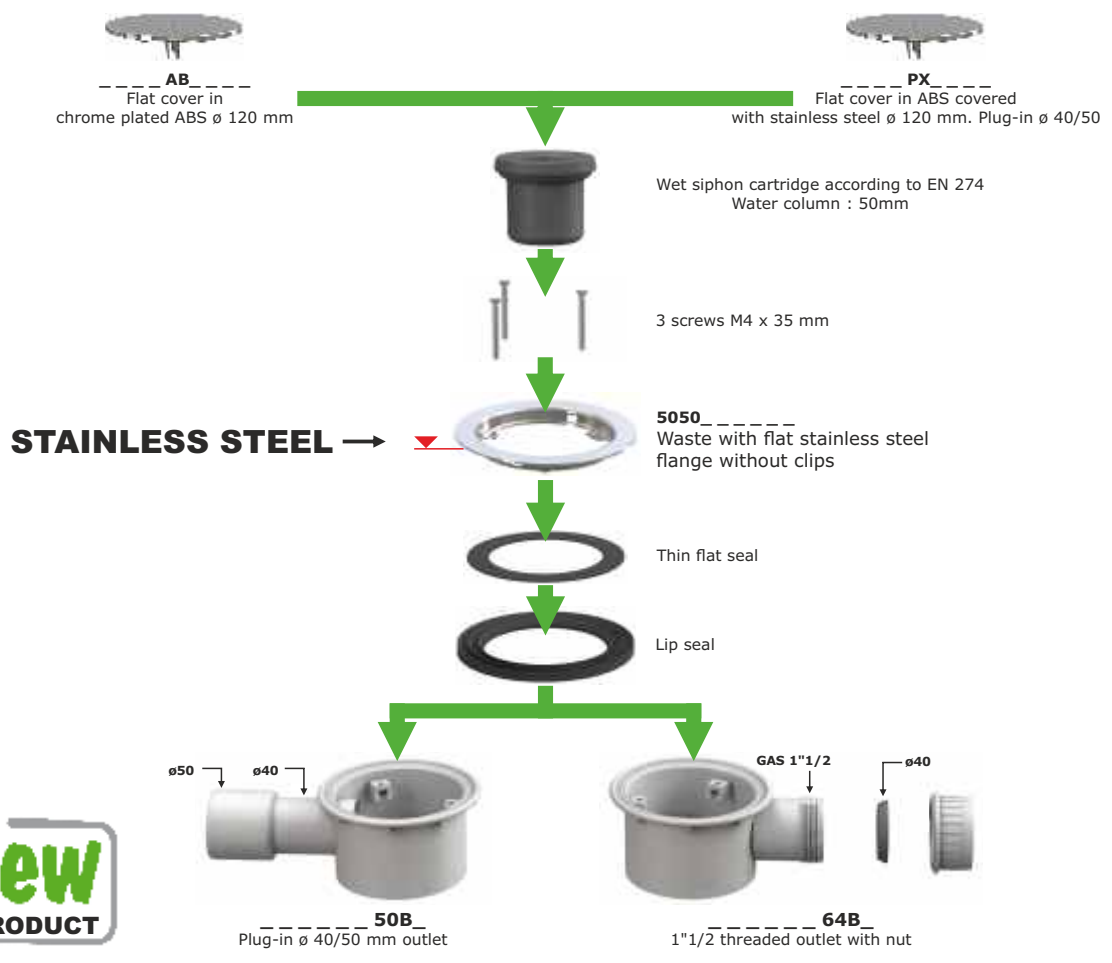 _ _ _ _ AB_ _ _ _
Flat cover in
chrome plated ABS ø 120 mm
_ _ _ _ PX_ _ _ _
Flat cover in ABS covered
with stainless steel ø 120 mm. Plug-in ø 40/50
Wet siphon cartridge according to EN 274
Water column : 50mm
3 screws M4 x 35 mm
STAINLESS STEEL
5050_ _ _ _ _ _
Waste with flat stainless steel
flange without clips
Thin flat seal
Lip seal
ø50
ø40
GAS 1"1/2
ø40
_ _ _ _ _ _ 50B_
Plug-in ø 40/50 mm outlet
_ _ _ _ _ _ 64B_
1"1/2 threaded outlet with nut